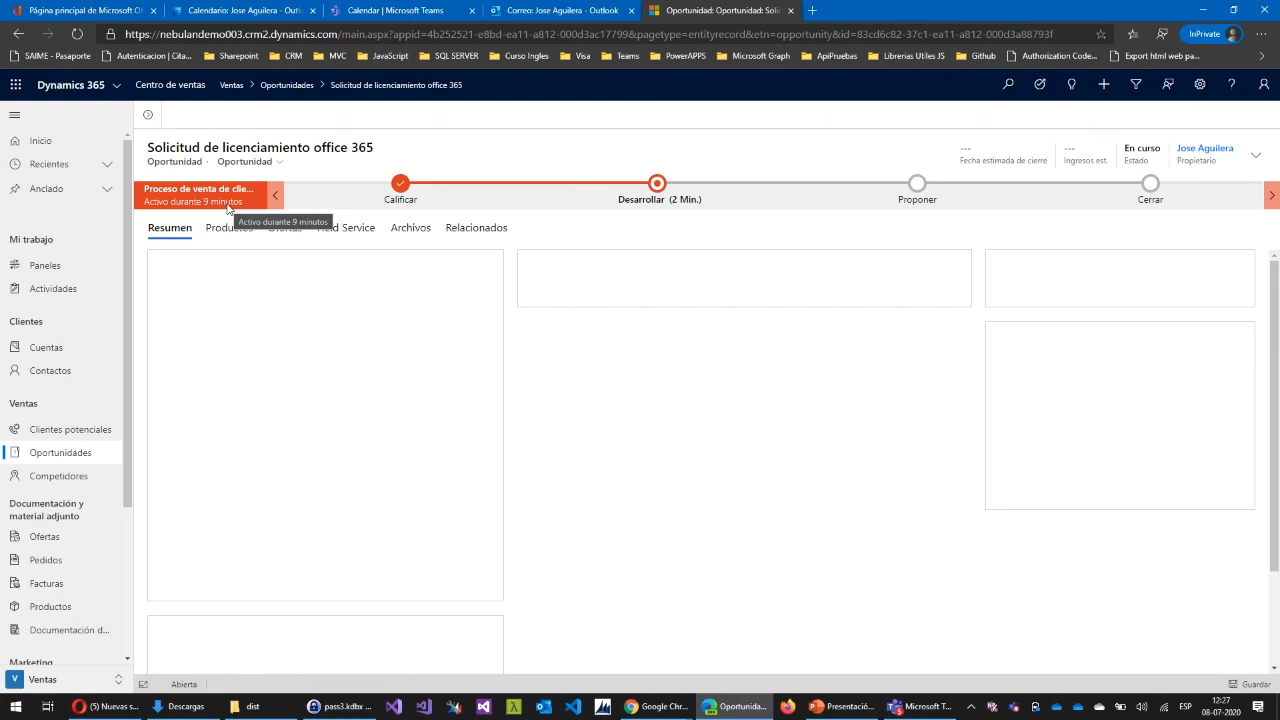 Página principal de Microsoft Of
Calendario: Jose Aguilera - Outl
Calendar | Microsoft Teams
Correo: Jose Aguilera - Outlook
Oportunidad: Oportunidad: Solic
https://nebulandemo003.crm2.dynamics.com/main.aspx?appid=4b252521-e8bd-ea11-a812-000d3ac17799&pagetype=entityrecord&etn=opportunity&id=83cd6c82-37c1-ea11-a812-000d3a88793f
InPrivate
SAIME - Pasaporte
Autenticacion | Cita...
Sharepoint
CRM
MVC
JavaScript
SQL SERVER
Curso Ingles
Visa
Teams
PowerAPPS
Microsoft Graph
ApiPruebas
Librerias Utiles JS
Github
Authorization Code...
Export html web pa...
Dynamics 365
Centro de ventas
Ventas > Oportunidades > Solicitud de licenciamiento office 365
Inicio
Recientes
Anclado
Mi trabajo
Paneles
Actividades
Clientes
Cuentas
Contactos
Ventas
Clientes potenciales
Oportunidades
Competidores
Documentación y
material adjunto
Ofertas
Pedidos
Facturas
Productos
Documentación d...
Marketing
V Ventas
Solicitud de licenciamiento office 365
Oportunidad · Oportunidad
---
Fecha estimada de cierre
---
Ingresos est.
En curso
Estado
Jose Aguilera
Propietario
Proceso de venta de clie...
Activo durante 9 minutos
Calificar
Desarrollar (2 Min.)
Proponer
Cerrar
Activo durante 9 minutos
Resumen
Productos
Ofertas
Field Service
Archivos
Relacionados
Abierta
Guardar
(5) Nuevas s...
Descargas
dist
pass3.kdbx ...
Google Chr...
Oportunida...
Presentació...
Microsoft T...
ESP
12:27
08-07-2020